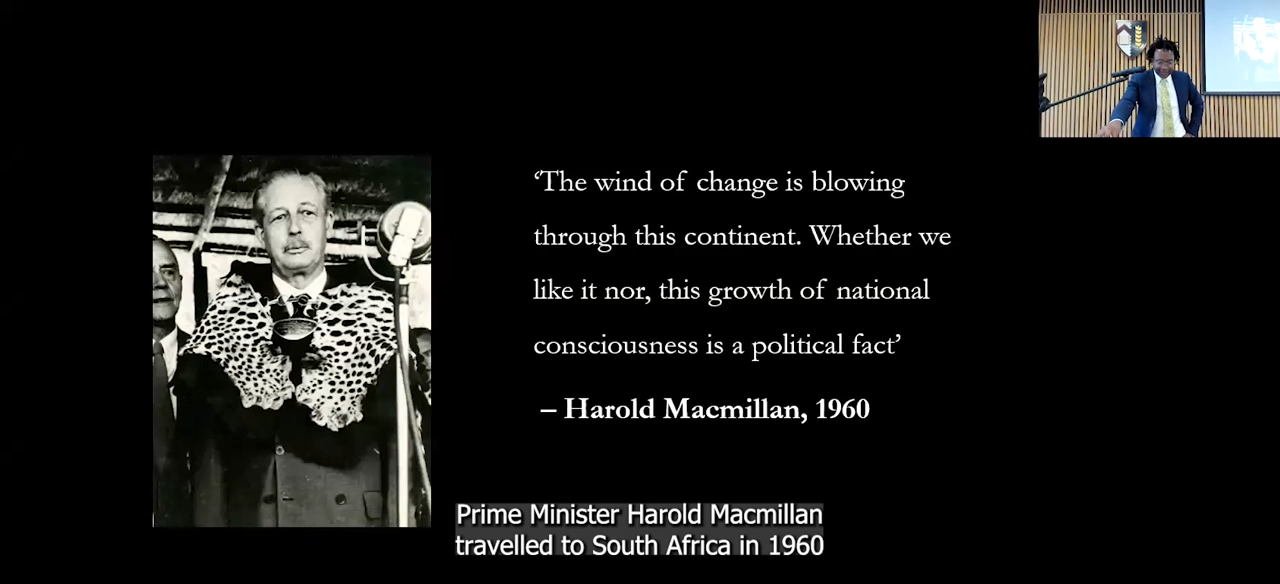 ‘The wind of change is blowing
through this continent. Whether we
like it nor, this growth of national
consciousness is a political fact’
– Harold Macmillan, 1960
Prime Minister Harold Macmillan
travelled to South Africa in 1960